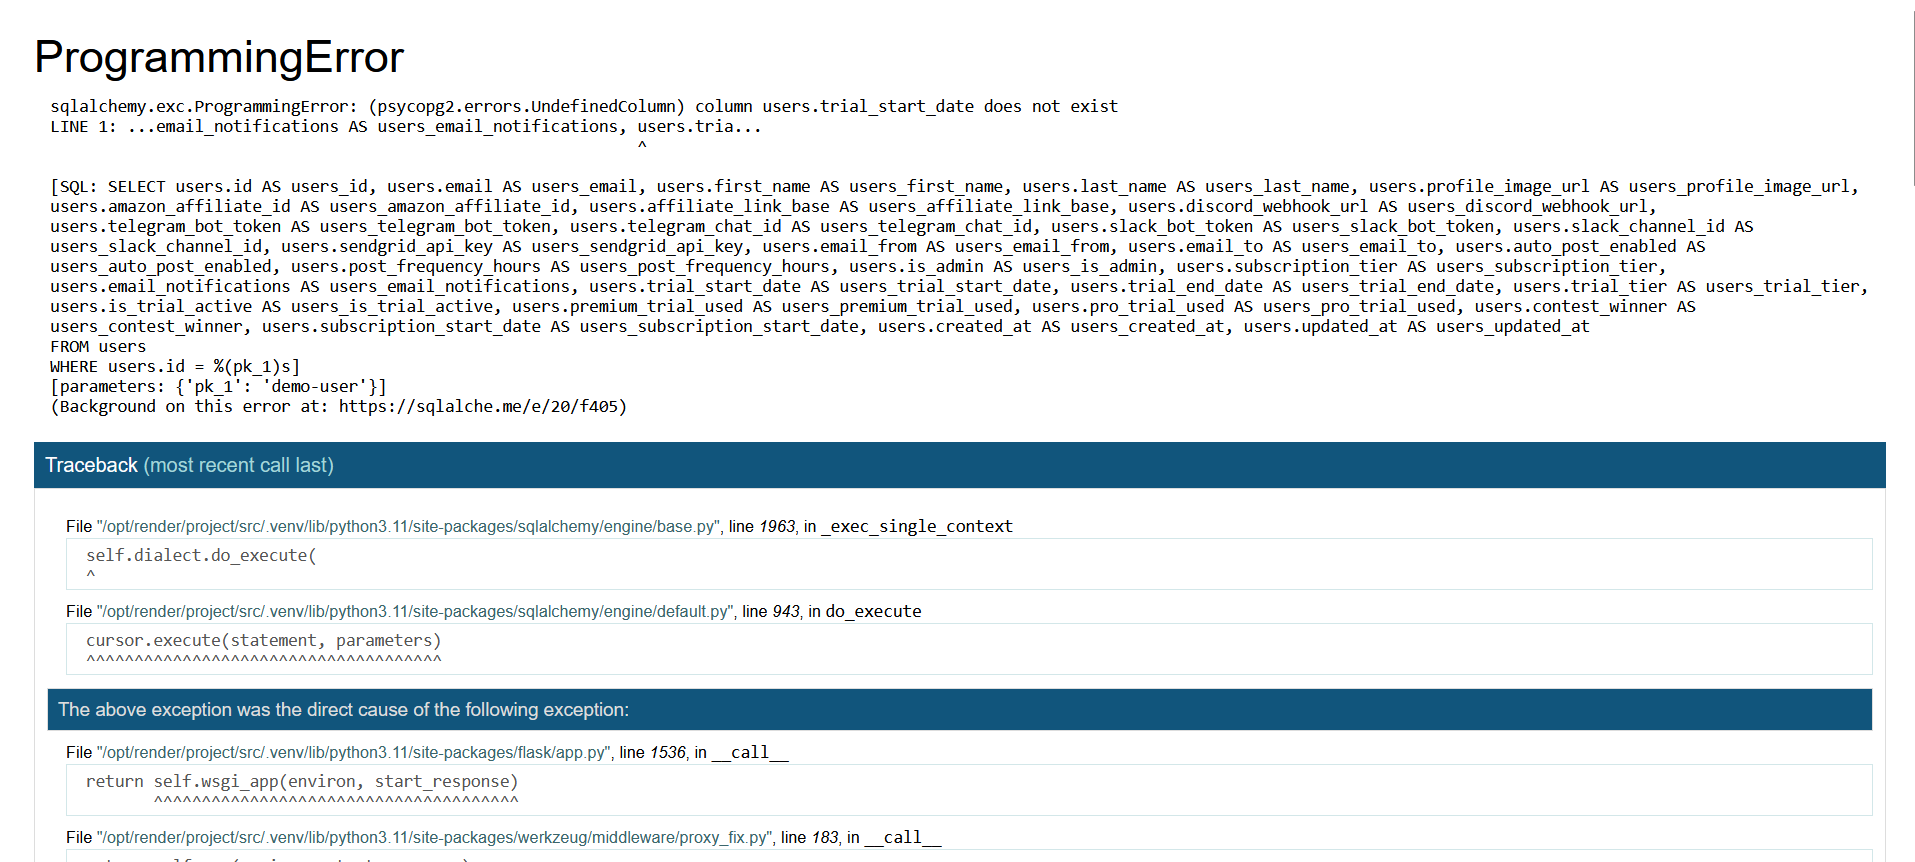 ProgrammingError
sqlalchemy.exc.ProgrammingError: (psycopg2.errors.UndefinedColumn) column users.trial_start_date does not exist
LINE 1: ...email_notifications AS users_email_notifications, users.tria...
^
[SQL: SELECT users.id AS users_id, users.email AS users_email, users.first_name AS users_first_name, users.last_name AS users_last_name, users.profile_image_url AS users_profile_image_url,
users.amazon_affiliate_id AS users_amazon_affiliate_id, users.affiliate_link_base AS users_affiliate_link_base, users.discord_webhook_url AS users_discord_webhook_url,
users.telegram_bot_token AS users_telegram_bot_token, users.telegram_chat_id AS users_telegram_chat_id, users.slack_bot_token AS users_slack_bot_token, users.slack_channel_id AS
users_slack_channel_id, users.sendgrid_api_key AS users_sendgrid_api_key, users.email_from AS users_email_from, users.email_to AS users_email_to, users.auto_post_enabled AS
users_auto_post_enabled, users.post_frequency_hours AS users_post_frequency_hours, users.is_admin AS users_is_admin, users.subscription_tier AS users_subscription_tier,
users.email_notifications AS users_email_notifications, users.trial_start_date AS users_trial_start_date, users.trial_end_date AS users_trial_end_date, users.trial_tier AS users_trial_tier,
users.is_trial_active AS users_is_trial_active, users.premium_trial_used AS users_premium_trial_used, users.pro_trial_used AS users_pro_trial_used, users.contest_winner AS
users_contest_winner, users.subscription_start_date AS users_subscription_start_date, users.created_at AS users_created_at, users.updated_at AS users_updated_at
FROM users
WHERE users.id = %(pk_1)s]
[parameters: {'pk_1': 'demo-user'}]
(Background on this error at: https://sqlalche.me/e/20/f405)
Traceback (most recent call last)
File "/opt/render/project/src/.venv/lib/python3.11/site-packages/sqlalchemy/engine/base.py", line 1963, in _exec_single_context
self.dialect.do_execute(
^
File "/opt/render/project/src/.venv/lib/python3.11/site-packages/sqlalchemy/engine/default.py", line 943, in do_execute
cursor.execute(statement, parameters)
^^^^^^^^^^^^^^^^^^^^^^^^^^^^^^^^^^^^^
The above exception was the direct cause of the following exception:
File "/opt/render/project/src/.venv/lib/python3.11/site-packages/flask/app.py", line 1536, in __call__
return self.wsgi_app(environ, start_response)
^^^^^^^^^^^^^^^^^^^^^^^^^^^^^^^^^^^^^^
File "/opt/render/project/src/.venv/lib/python3.11/site-packages/werkzeug/middleware/proxy_fix.py", line 183, in __call__